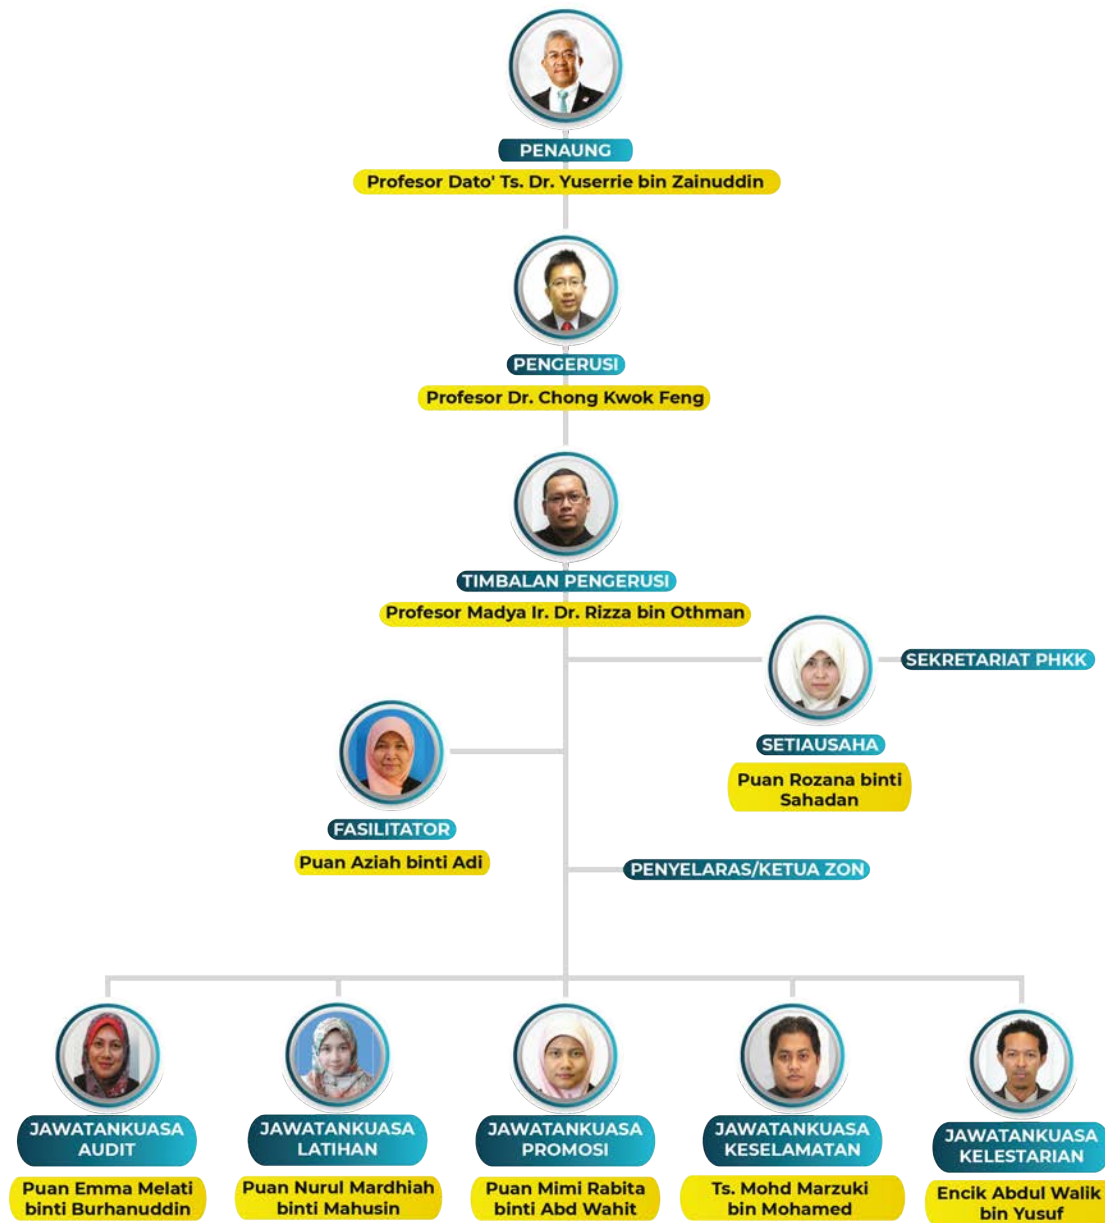 PENAUNG
Profesor Dato' Ts. Dr. Yuserrie bin Zainuddin
PENGERUSI
Profesor Dr. Chong Kwok Feng
TIMBALAN PENGERUSI
Profesor Madya Ir. Dr. Rizza bin Othman
SEKRETARIAT PHKK
SETIAUSAHA
Puan Rozana binti
Sahadan
FASILITATOR
Puan Aziah binti Adi
PENYELARAS/KETUA ZON
JAWATANKUASA
AUDIT
Puan Emma Melati
binti Burhanuddin
JAWATANKUASA
LATIHAN
Puan Nurul Mardhiah
binti Mahusin
JAWATANKUASA
PROMOSI
Puan Mimi Rabita
binti Abd Wahit
JAWATANKUASA
KESELAMATAN
Ts. Mohd Marzuki
bin Mohamed
JAWATANKUASA
KELESTARIAN
Encik Abdul Walik
bin Yusuf